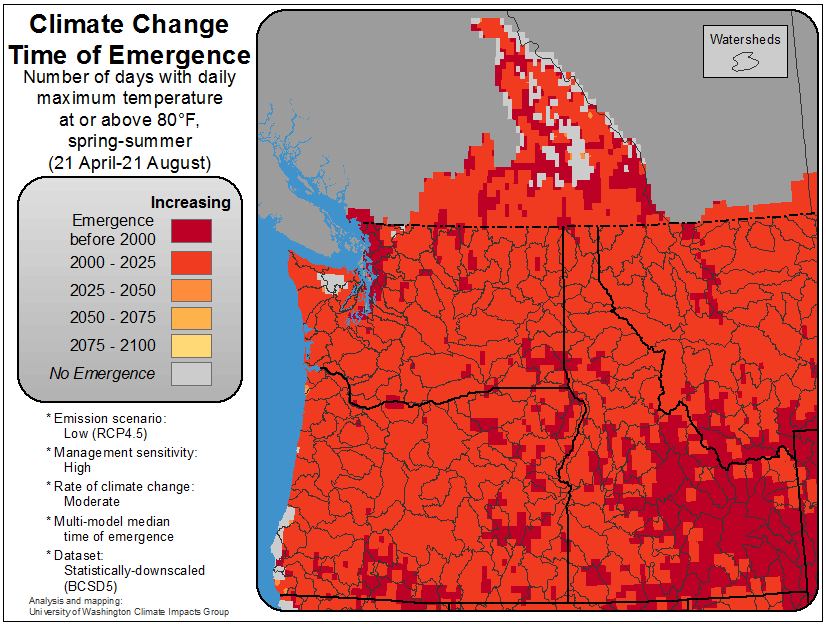 Climate Change
Time of Emergence
Number of days with daily
maximum temperature
at or above 80°F,
spring-summer
(21 April-21 August)
Increasing
Emergence
before 2000
2000 - 2025
2025 - 2050
2050 - 2075
2075 - 2100
No Emergence
* Emission scenario:
Low (RCP4.5)
* Management sensitivity:
High
* Rate of climate change:
Moderate
* Multi-model median
time of emergence
* Dataset:
Statistically-downscaled
(BCSD5)
Analysis and mapping:
University of Washington Climate Impacts Group
Watersheds